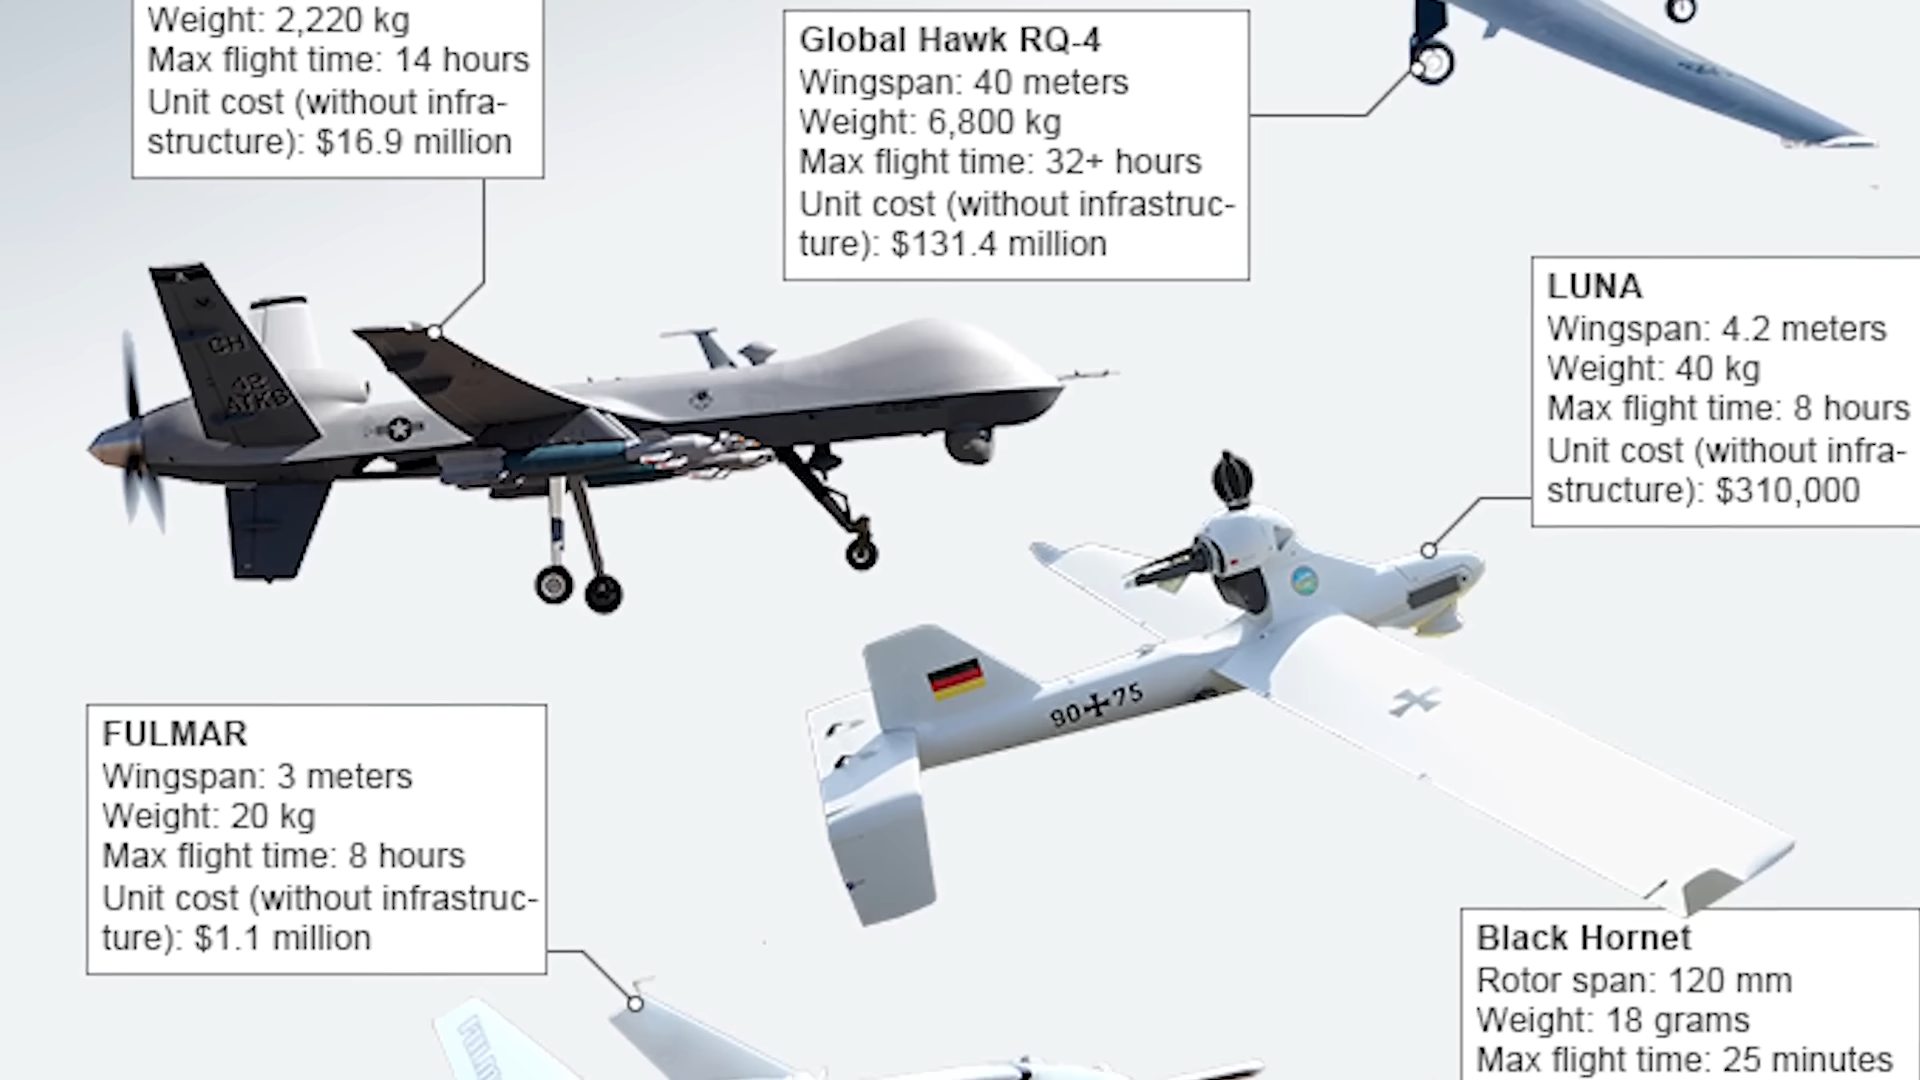 Weight: 2,220 kg
Max flight time: 14 hours
Unit cost (without infra-
structure): $16.9 million
Global Hawk RQ-4
Wingspan: 40 meters
Weight: 6,800 kg
Max flight time: 32+ hours
Unit cost (without infrastruc-
ture): $131.4 million
LUNA
Wingspan: 4.2 meters
Weight: 40 kg
Max flight time: 8 hours
Unit cost (without infra-
structure): $310,000
CH
42
ATKS
90 75
FULMAR
Wingspan: 3 meters
Weight: 20 kg
Max flight time: 8 hours
Unit cost (without infrastruc-
ture): $1.1 million
Black Hornet
Rotor span: 120 mm
Weight: 18 grams
Max flight time: 25 minutes